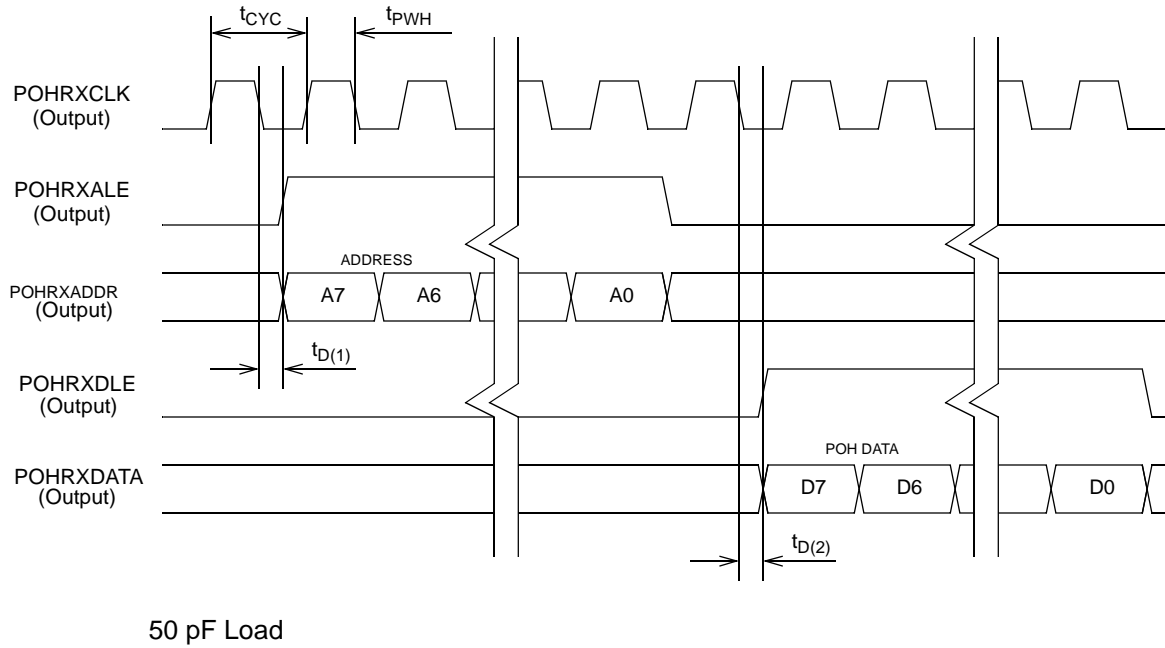 tCYC
tPWH
POHRXCLK
(Output)
POHRXALE
(Output)
ADDRESS
POHRXADDR
(Output)
A7
A6
A0
tD(1)
POHRXDLE
(Output)
POH DATA
POHRXDATA
(Output)
D7
D6
D0
tD(2)
50 pF Load